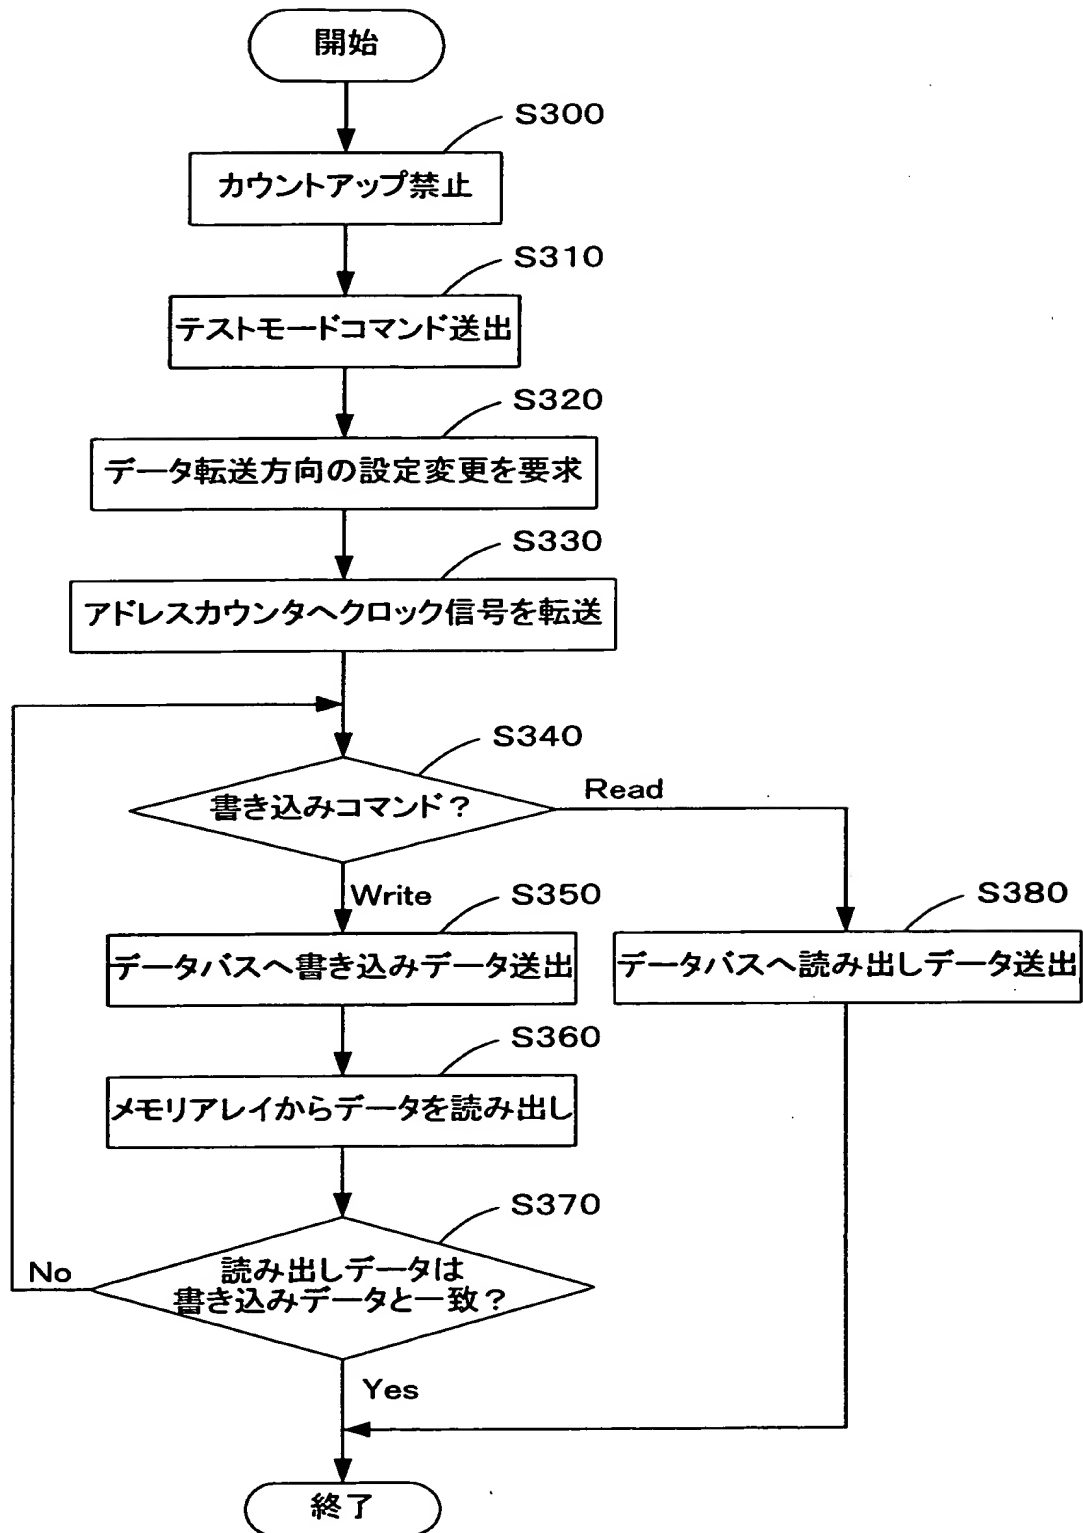 開始
S300
カウントアップ禁止
S310
テストモードコマンド送出
S320
データ転送方向の設定変更を要求
S330
アドレスカウンタへクロック信号を転送
S340
書き込みコマンド?
Read
Write
S350
データバスへ書き込みデータ送出
S380
データバスへ読み出しデータ送出
S360
メモリアレイからデータを読み出し
S370
読み出しデータは
書き込みデータと一致?
No
Yes
終了